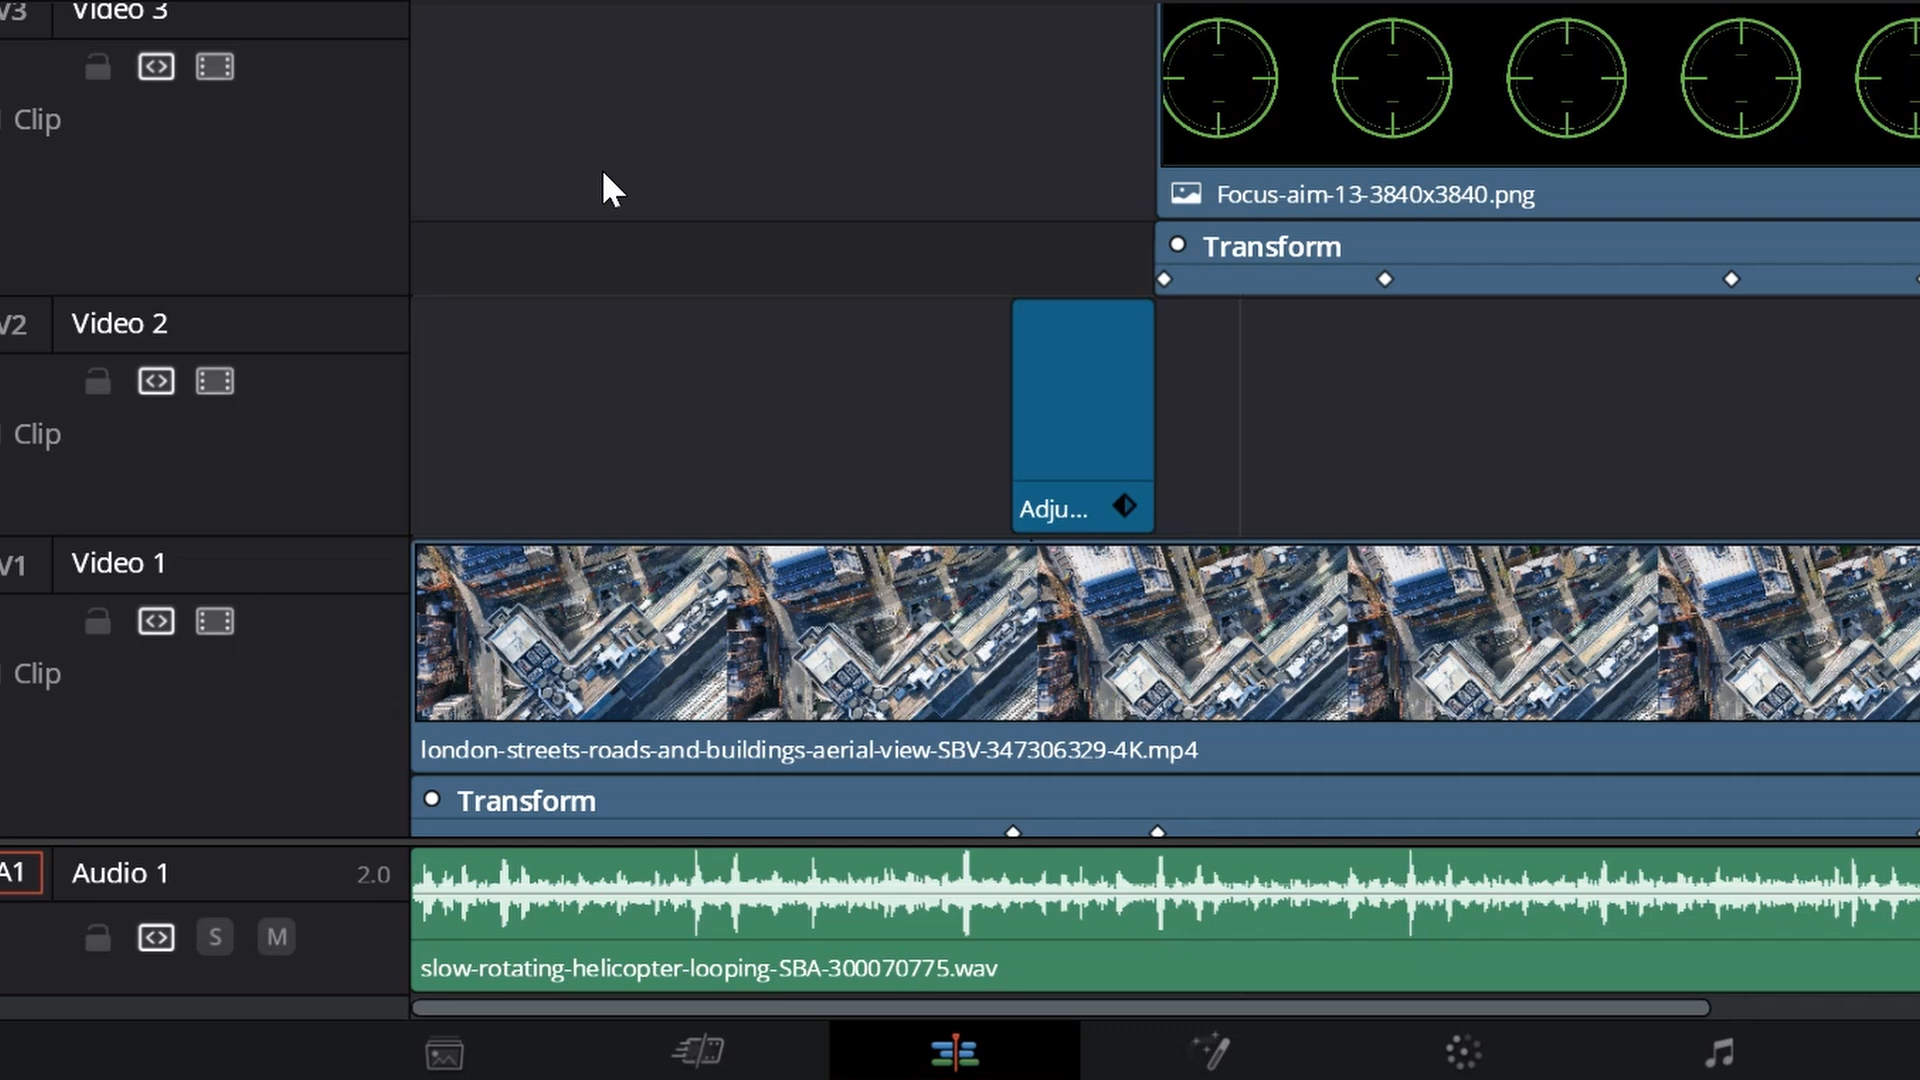 V3 Video 3
Clip
Focus-aim-13-3840x3840.png
Transform
V2 Video 2
Clip
Adju...
V1 Video 1
Clip
london-streets-roads-and-buildings-aerial-view-SBV-347306329-4K.mp4
Transform
A1 Audio 1 2.0
S M
slow-rotating-helicopter-looping-SBA-300070775.wav